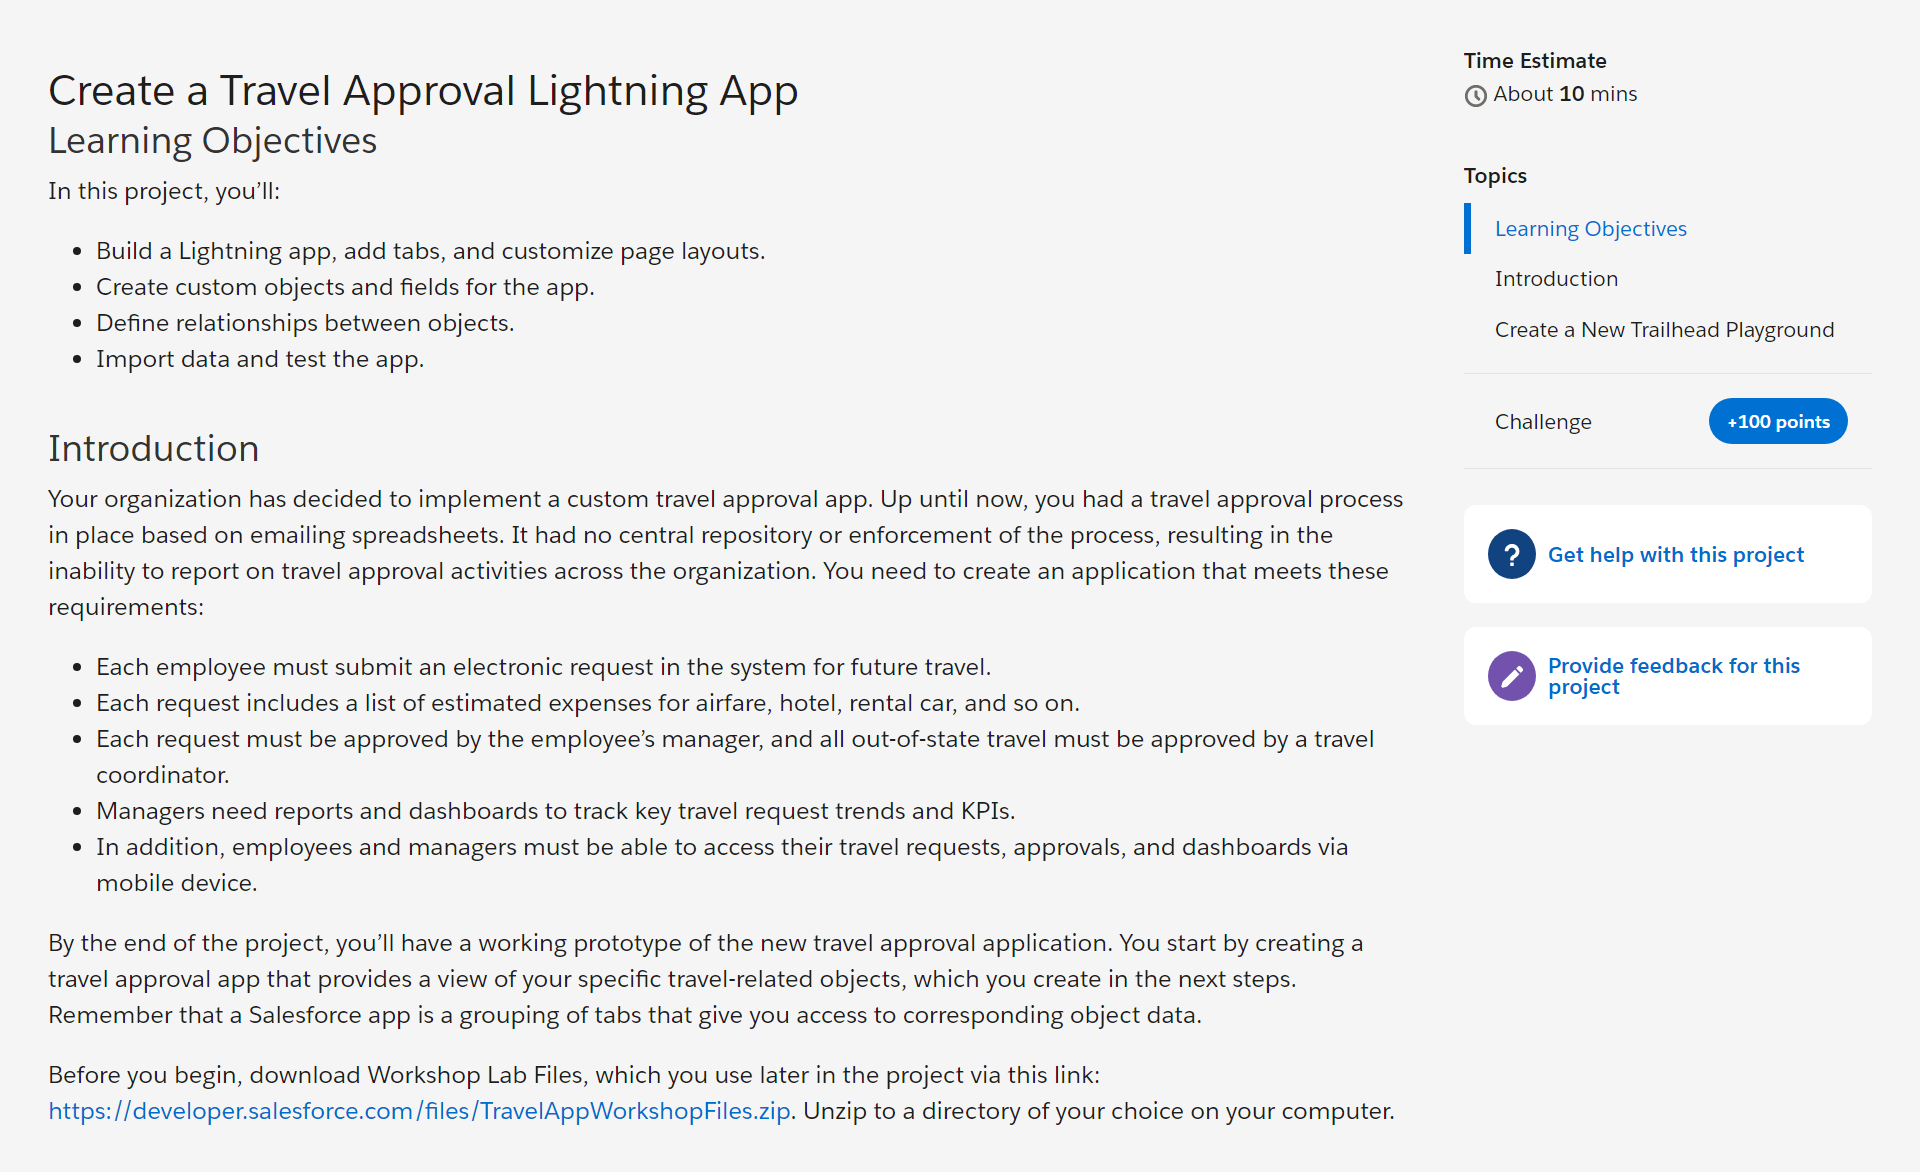 Create a Travel Approval Lightning App
Learning Objectives
In this project, you’ll:
Build a Lightning app, add tabs, and customize page layouts.
Create custom objects and fields for the app.
Define relationships between objects.
Import data and test the app.
Introduction
Your organization has decided to implement a custom travel approval app. Up until now, you had a travel approval process
in place based on emailing spreadsheets. It had no central repository or enforcement of the process, resulting in the
inability to report on travel approval activities across the organization. You need to create an application that meets these
requirements:
Each employee must submit an electronic request in the system for future travel.
Each request includes a list of estimated expenses for airfare, hotel, rental car, and so on.
Each request must be approved by the employee’s manager, and all out-of-state travel must be approved by a travel
coordinator.
Managers need reports and dashboards to track key travel request trends and KPIs.
In addition, employees and managers must be able to access their travel requests, approvals, and dashboards via
mobile device.
By the end of the project, you’ll have a working prototype of the new travel approval application. You start by creating a
travel approval app that provides a view of your specific travel-related objects, which you create in the next steps.
Remember that a Salesforce app is a grouping of tabs that give you access to corresponding object data.
Before you begin, download Workshop Lab Files, which you use later in the project via this link:
https://developer.salesforce.com/files/TravelAppWorkshopFiles.zip. Unzip to a directory of your choice on your computer.
Time Estimate
About 10 mins
Topics
Learning Objectives
Introduction
Create a New Trailhead Playground
Challenge
+100 points
Get help with this project
Provide feedback for this
project